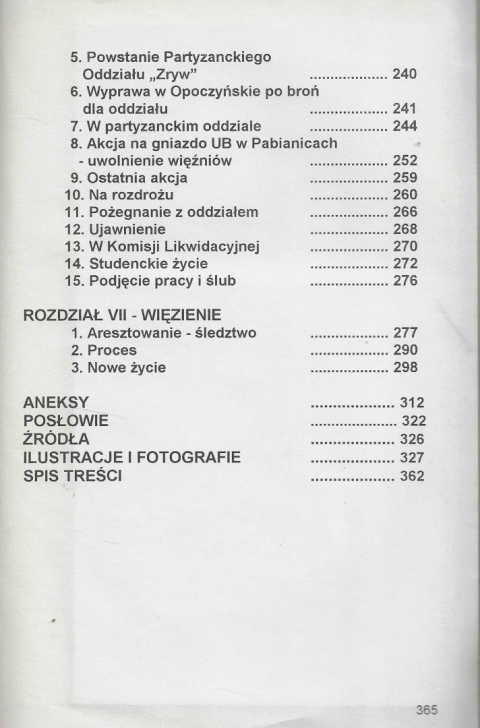 5. Powstanie Partyzanckiego
Oddziału „Zryw” ................... 240
6. Wyprawa w Opoczyńskie po broń
dla oddziału ................... 241
7. W partyzanckim oddziale ................... 244
8. Akcja na gniazdo UB w Pabianicach
- uwolnienie więźniów ................... 252
9. Ostatnia akcja ................... 259
10. Na rozdrożu ................... 260
11. Pożegnanie z oddziałem ................... 266
12. Ujawnienie ................... 268
13. W Komisji Likwidacyjnej ................... 270
14. Studenckie życie ................... 272
15. Podjęcie pracy i ślub ................... 276
ROZDZIAŁ VII - WIĘZIENIE
1. Aresztowanie - śledztwo ................... 277
2. Proces ................... 290
3. Nowe życie ................... 298
ANEKSY ................... 312
POSŁOWIE ................... 322
ŹRÓDŁA ................... 326
ILUSTRACJE I FOTOGRAFIE ................... 327
SPIS TREŚCI ................... 362
365